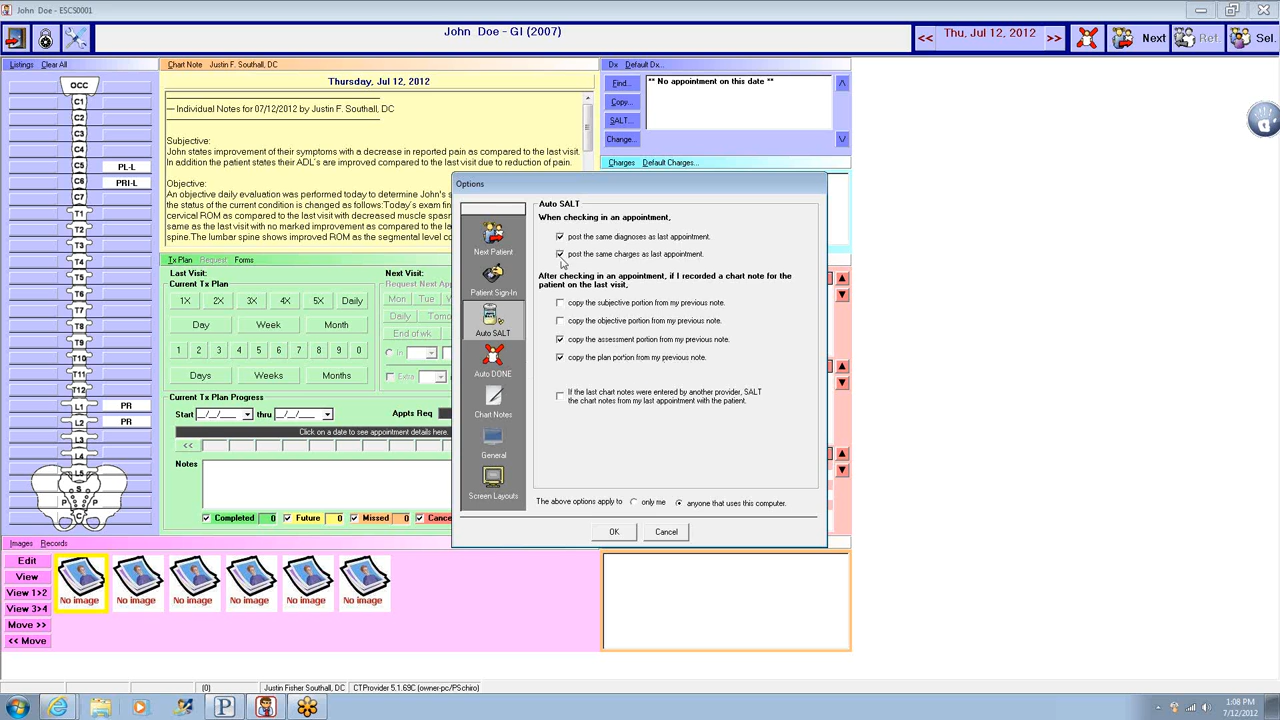 John Doe - ESCS0001
John Doe - GI (2007)
<< Thu, Jul 12, 2012 >>
Next
Ret.
Sel.
Listings Clear All
OCC
C1
C2
C3
C4
C5 PL-L
C6 PRI-L
C7
T1
T2
T3
T4
T5
T6
T7
T8
T9
T10
T11
T12
L1 PR
L2 PR
L3
L4
L5
S
P P
Chart Note Justin F. Southall, DC
Thursday, Jul 12, 2012
--- Individual Notes for 07/12/2012 by Justin F. Southall, DC
Subjective:
John states improvement of their symptoms with a decrease in reported pain as compared to the last visit.
In addition the patient states their ADL's are improved compared to the last visit due to reduction of pain.
Objective:
An objective daily evaluation was performed today to determine John's
the status of the current condition is changed as follows:Today's exam fin
cervical ROM as compared to the last visit with decreased muscle spas
same as the last visit with no marked improvement as compared to
spine.The lumbar spine shows improved ROM as the segmental level co
Dx Default Dx...
Find...
Copy...
SALT...
Change...
** No appointment on this date **
Charges Default Charges...
Tx Plan Request Forms
Last Visit:
Current Tx Plan
1X 2X 3X 4X 5X Daily
Day Week Month
1 2 3 4 5 6 7 8 9 0
Days Weeks Months
Next Visit:
Request Next App
Mon Tue We
Daily Tomo
End of wk
In
Extra
Current Tx Plan Progress
Start __/__/___ thru __/__/___ Appts Req
Click on a date to see appointment details here.
<<
Notes
Completed 0 Future 0 Missed 0 Cance
Options
Next Patient
Patient Sign-In
Auto SALT
Auto DONE
Chart Notes
General
Screen Layouts
Auto SALT
When checking in an appointment,
post the same diagnoses as last appointment.
post the same charges as last appointment.
After checking in an appointment, if I recorded a chart note for the
patient on the last visit,
copy the subjective portion from my previous note.
copy the objective portion from my previous note.
copy the assessment portion from my previous note.
copy the plan portion from my previous note.
If the last chart notes were entered by another provider, SALT
the chart notes from my last appointment with the patient.
The above options apply to only me anyone that uses this computer.
OK Cancel
Images Records
Edit
View
View 1>2
View 3>4
Move >>
<< Move
No image No image No image No image No image No image
(0) Justin Fisher Southall, DC CTProvider 5.1.69C (owner-pc/PSchiro)
1:08 PM
7/12/2012